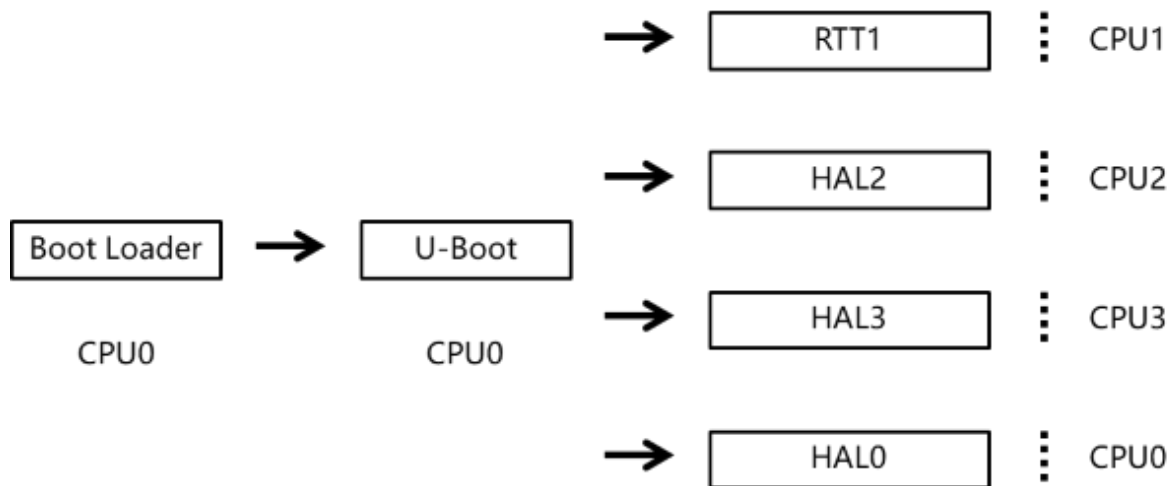 RTT1 CPU1
HAL2 CPU2
Boot Loader U-Boot
HAL3 CPU3
CPU0 CPU0
HAL0 CPU0